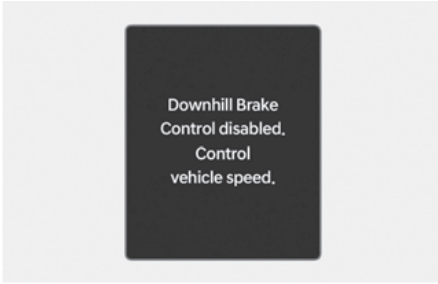 Downhill Brake
Control disabled.
Control
vehicle speed.